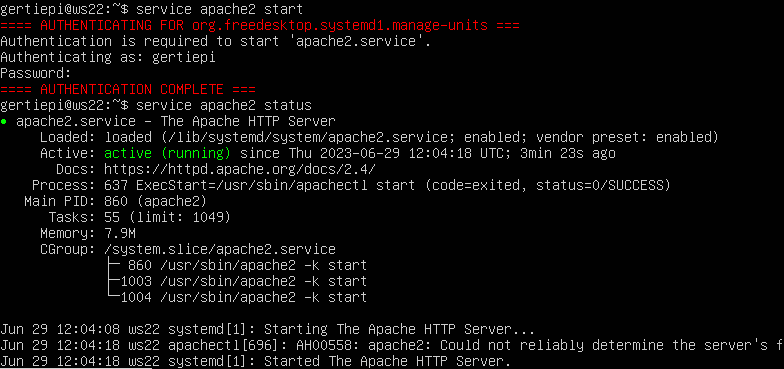 gertiepi@ws22:~$ service apache2 start
==== AUTHENTICATING FOR org.freedesktop.systemd1.manage-units ===
Authentication is required to start 'apache2.service'.
Authenticating as: gertiepi
Password:
==== AUTHENTICATION COMPLETE ===
gertiepi@ws22:~$ service apache2 status
● apache2.service - The Apache HTTP Server
Loaded: loaded (/lib/systemd/system/apache2.service; enabled; vendor preset: enabled)
Active: active (running) since Thu 2023-06-29 12:04:18 UTC; 3min 23s ago
Docs: https://httpd.apache.org/docs/2.4/
Process: 637 ExecStart=/usr/sbin/apachectl start (code=exited, status=0/SUCCESS)
Main PID: 860 (apache2)
Tasks: 55 (limit: 1049)
Memory: 7.9M
CGroup: /system.slice/apache2.service
├─ 860 /usr/sbin/apache2 -k start
├─1003 /usr/sbin/apache2 -k start
└─1004 /usr/sbin/apache2 -k start
Jun 29 12:04:08 ws22 systemd[1]: Starting The Apache HTTP Server...
Jun 29 12:04:18 ws22 apachectl[696]: AH00558: apache2: Could not reliably determine the server's f
Jun 29 12:04:18 ws22 systemd[1]: Started The Apache HTTP Server.